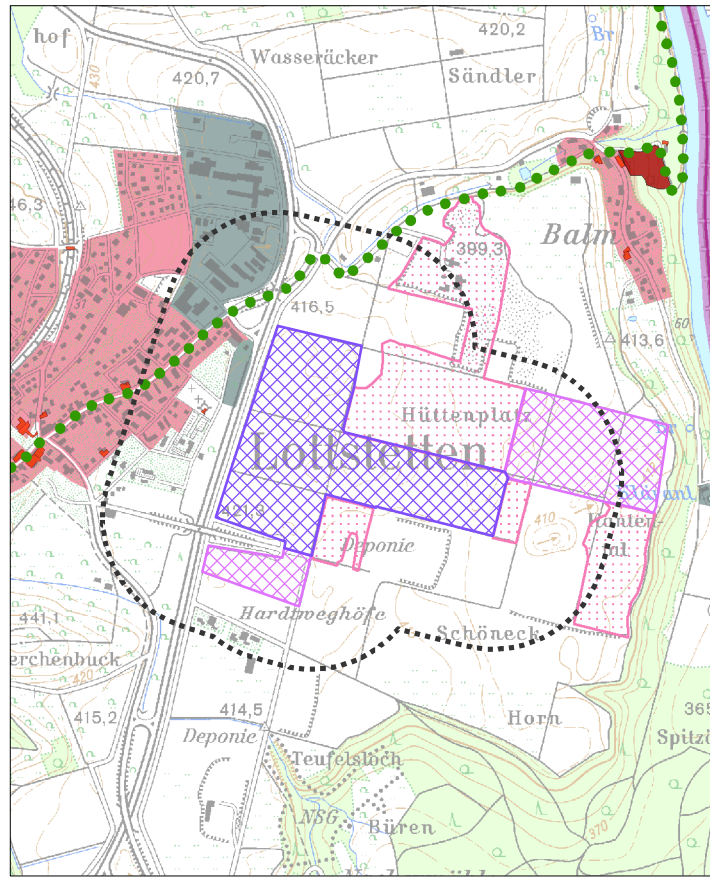 hof
Wasseräcker
420,2
Br
430
420,7
Sändler
46,3
Balm
399,3
416,5
60
413,6
Hüttenplatz
Lottstetten
421,3
410
Deponie
Hardtweghöfe
Schöneck
441,1
erchenbuck
420
415,2
414,5
Horn
365
Deponie
Spitzö
Teufelsloch
NSG
Büren
370